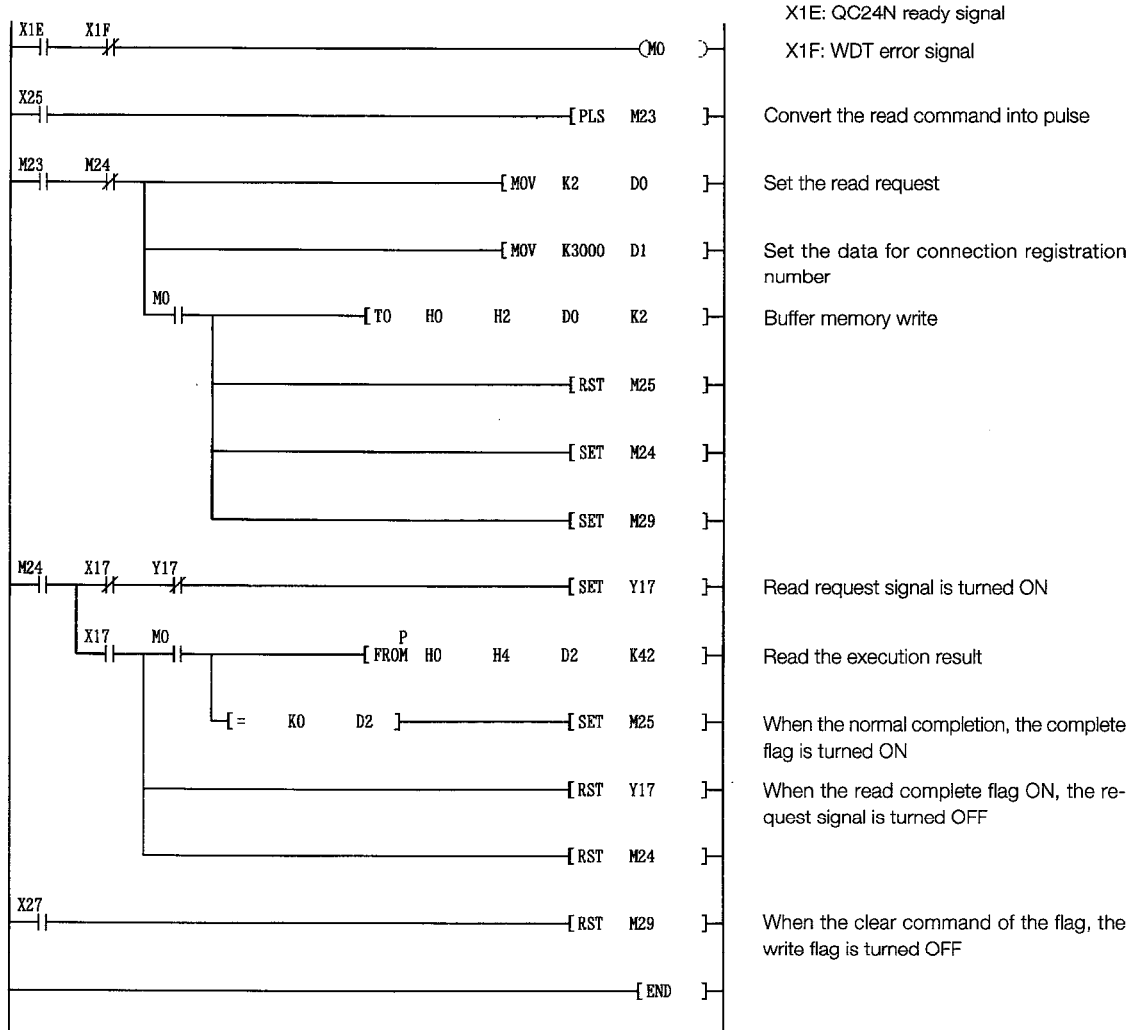 X1E: QC24N ready signal
X1E X1F
(M0 )
X1F: WDT error signal
X25
[ PLS M23 ]
Convert the read command into pulse
M23 M24
[ MOV K2 D0 ]
Set the read request
[ MOV K3000 D1 ]
Set the data for connection registration
number
M0
[ TO H0 H2 D0 K2 ]
Buffer memory write
[ RST M25 ]
[ SET M24 ]
[ SET M29 ]
M24 X17 Y17
[ SET Y17 ]
Read request signal is turned ON
X17 M0
P
[ FROM H0 H4 D2 K42 ]
Read the execution result
[ = K0 D2 ]
[ SET M25 ]
When the normal completion, the complete
flag is turned ON
[ RST Y17 ]
When the read complete flag ON, the re-
quest signal is turned OFF
[ RST M24 ]
X27
[ RST M29 ]
When the clear command of the flag, the
write flag is turned OFF
[ END ]